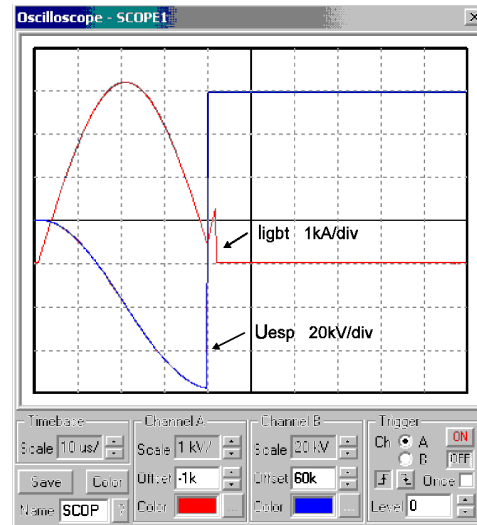 Oscilloscope - SCOPE1
Iigbt 1kA/div
Uesp 20kV/div
Timebase Channel A Channel B Trigger
Scale 10 us/ Scale 1 kV/ Scale 20 kV Ch A ON
B OFF
Save Color Offset -1k Offset 60k Once
Name SCOP ? Color ... Color ... Level 0